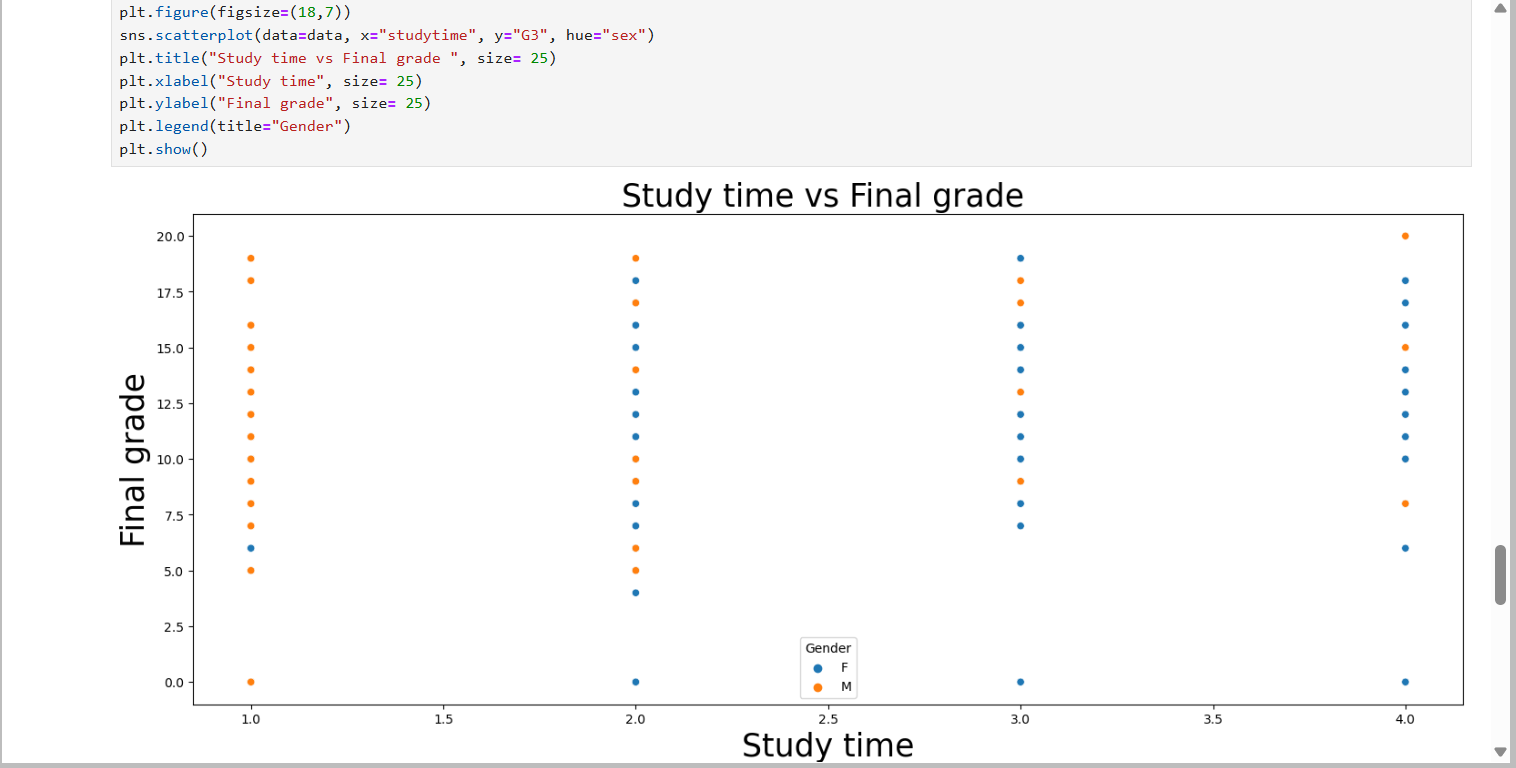 plt.figure(figsize=(18,7))
sns.scatterplot(data=data, x="studytime", y="G3", hue="sex")
plt.title("Study time vs Final grade ", size= 25)
plt.xlabel("Study time", size= 25)
plt.ylabel("Final grade", size= 25)
plt.legend(title="Gender")
plt.show()
Study time vs Final grade
Final grade
20.0
17.5
15.0
12.5
10.0
7.5
5.0
2.5
0.0
Gender
F
M
1.0 1.5 2.0 2.5 3.0 3.5 4.0
Study time